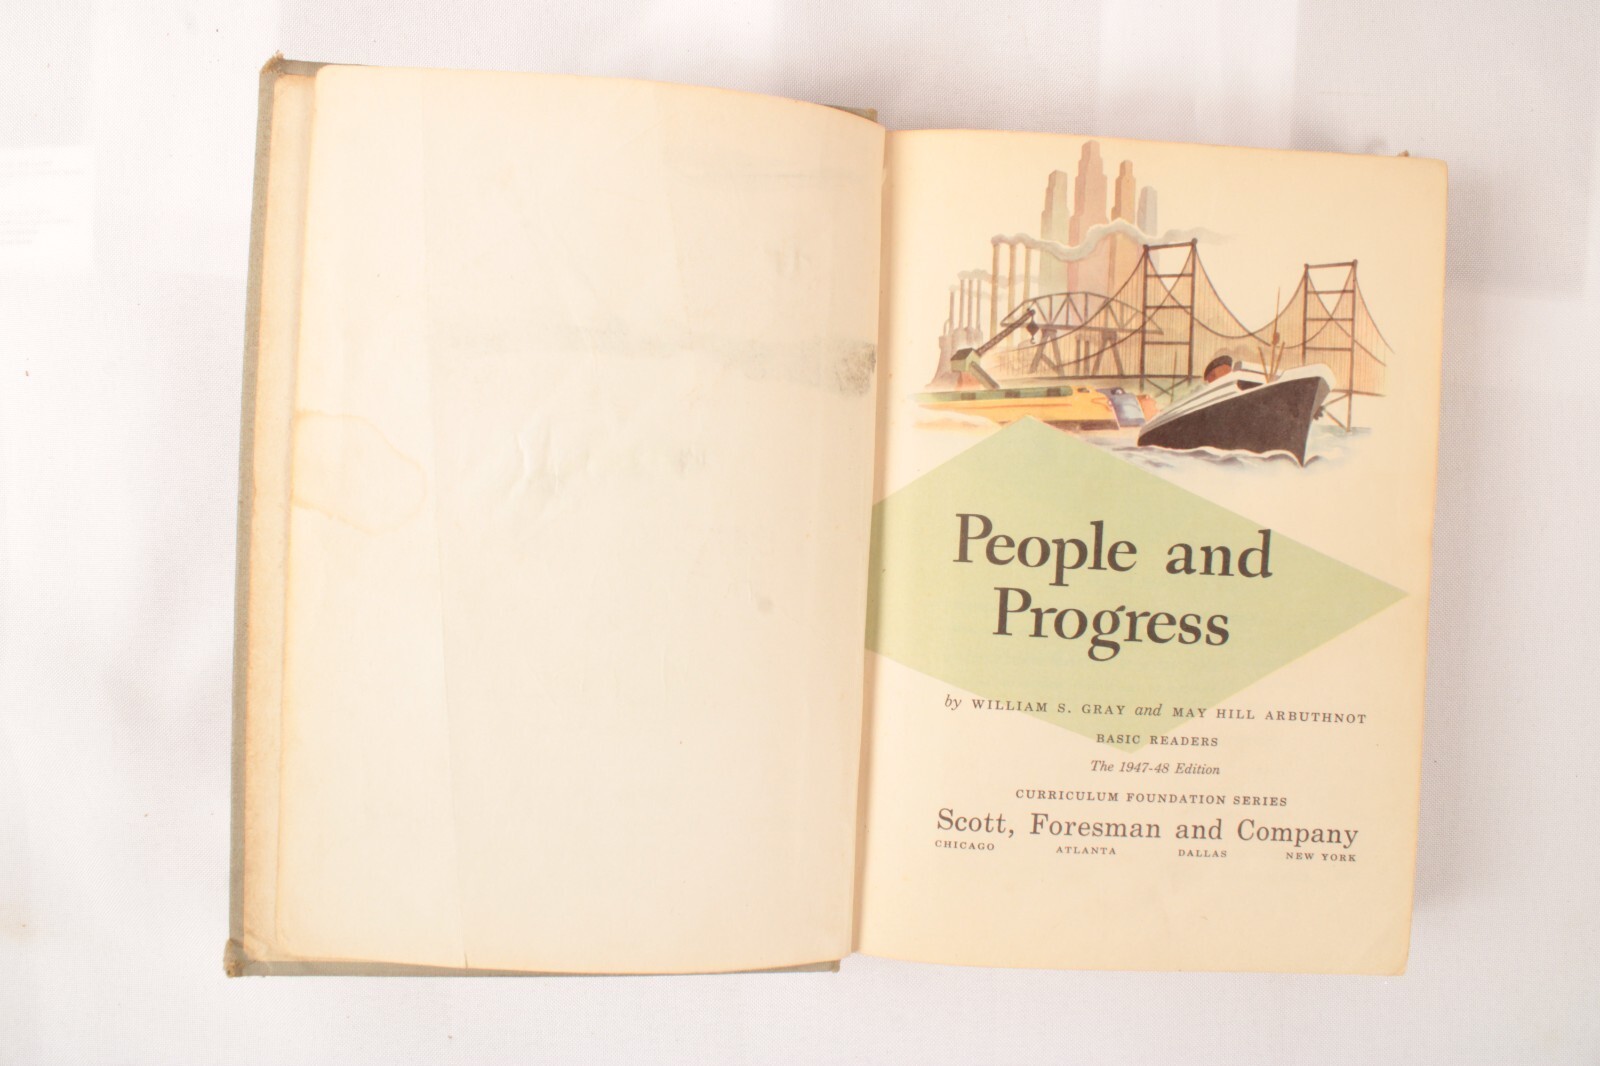 People and
Progress
by WILLIAM S. GRAY and MAY HILL ARBUTHNOT
BASIC READERS
The 1947-48 Edition
CURRICULUM FOUNDATION SERIES
Scott, Foresman and Company
CHICAGO ATLANTA DALLAS NEW YORK